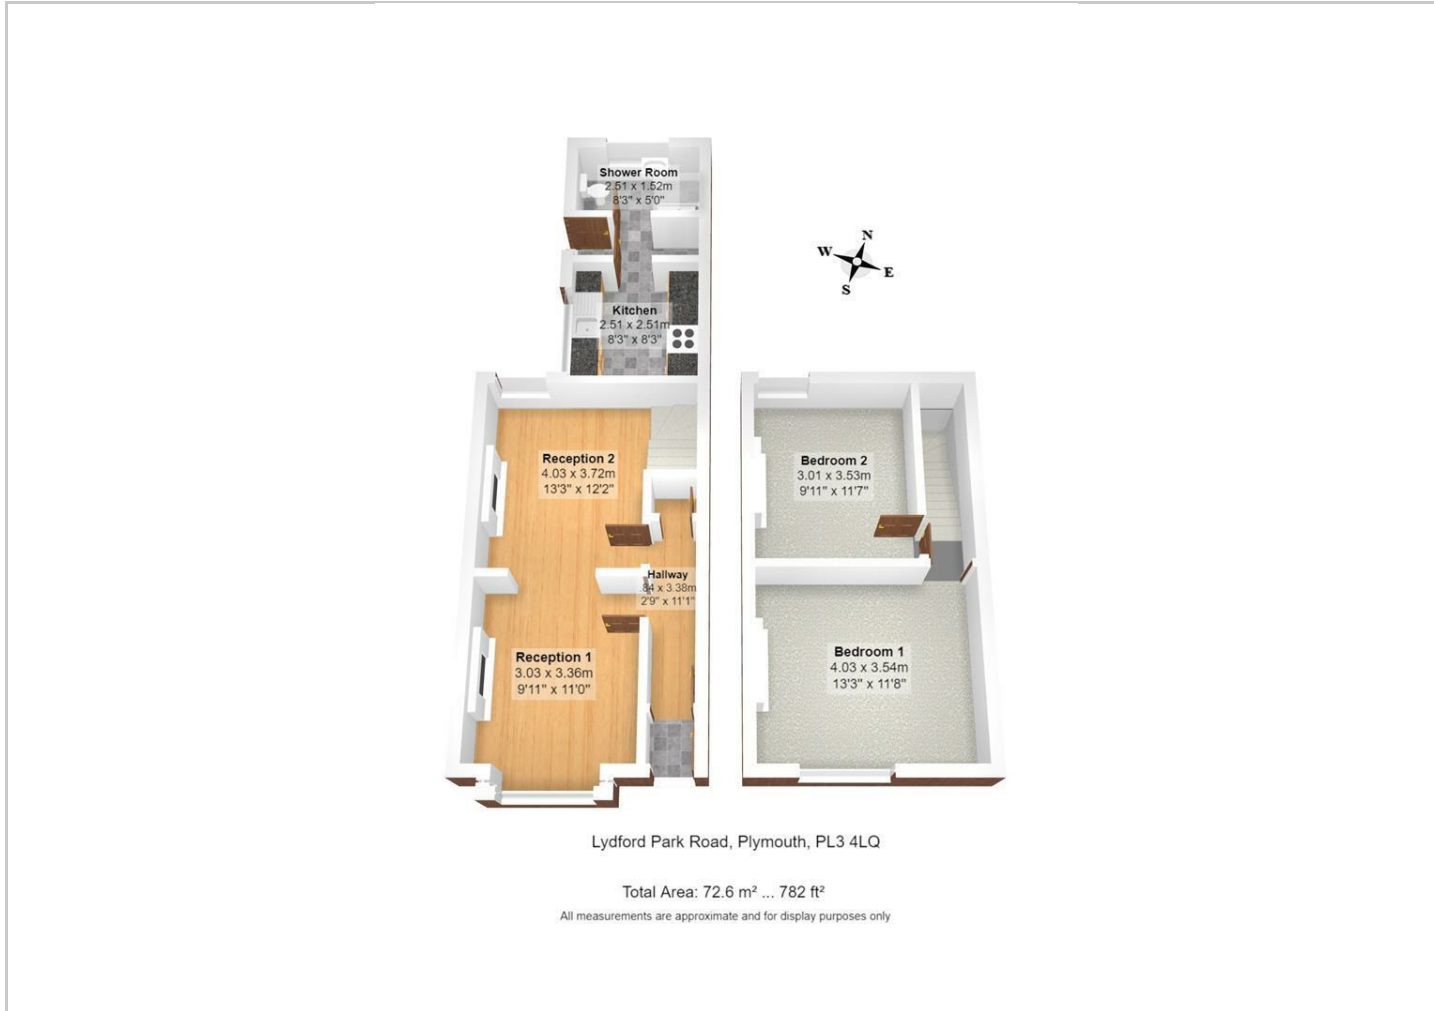 Shower Room
2.51 x 1.52m
8'3" x 5'0"
N
W
E
S
Kitchen
2.51 x 2.51m
8'3" x 8'3"
Reception 2
4.03 x 3.72m
13'3" x 12'2"
Bedroom 2
3.01 x 3.53m
9'11" x 11'7"
Hallway
.84 x 3.38m
2'9" x 11'1"
Reception 1
3.03 x 3.36m
9'11" x 11'0"
Bedroom 1
4.03 x 3.54m
13'3" x 11'8"
Lydford Park Road, Plymouth, PL3 4LQ
Total Area: 72.6 m² ... 782 ft²
All measurements are approximate and for display purposes only